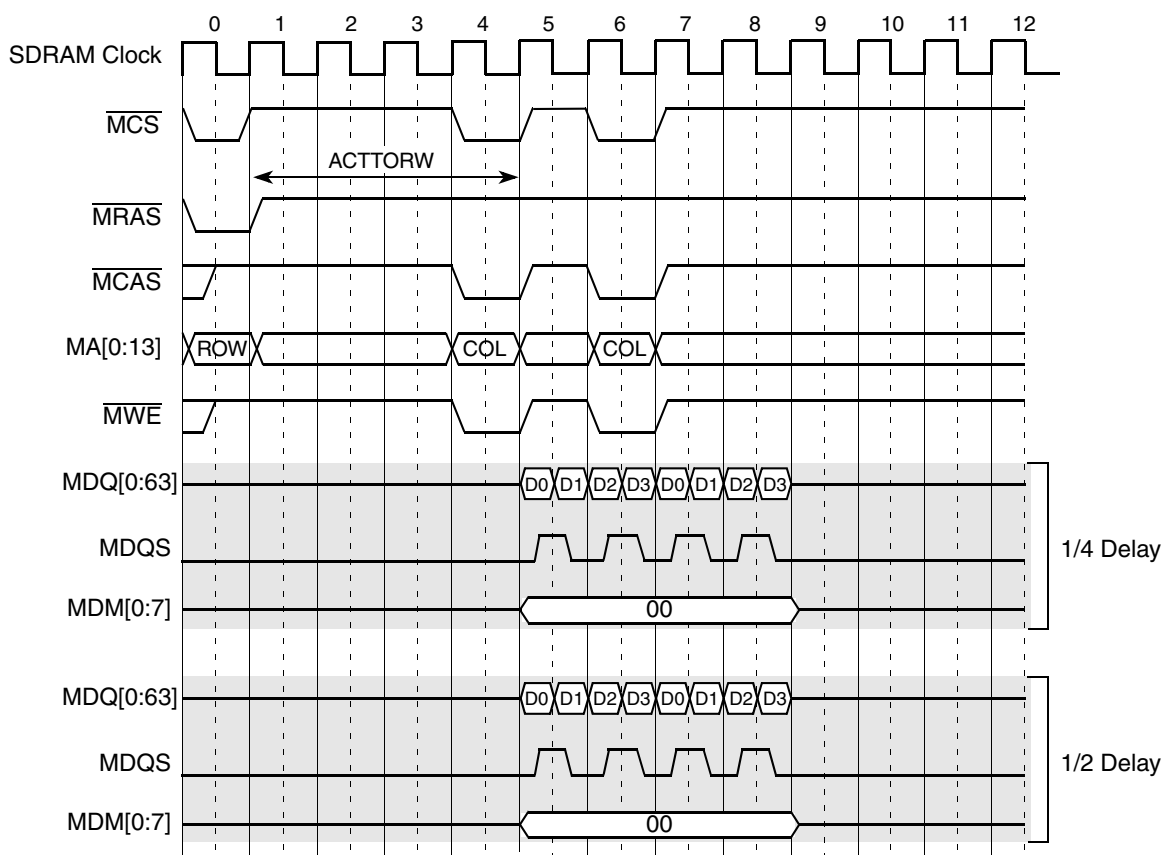 0 1 2 3 4 5 6 7 8 9 10 11 12
SDRAM Clock
MCS
ACTTORW
MRAS
MCAS
MA[0:13] ROW COL COL
MWE
MDQ[0:63] D0 D1 D2 D3 D0 D1 D2 D3
MDQS
1/4 Delay
MDM[0:7] 00
MDQ[0:63] D0 D1 D2 D3 D0 D1 D2 D3
MDQS
1/2 Delay
MDM[0:7] 00